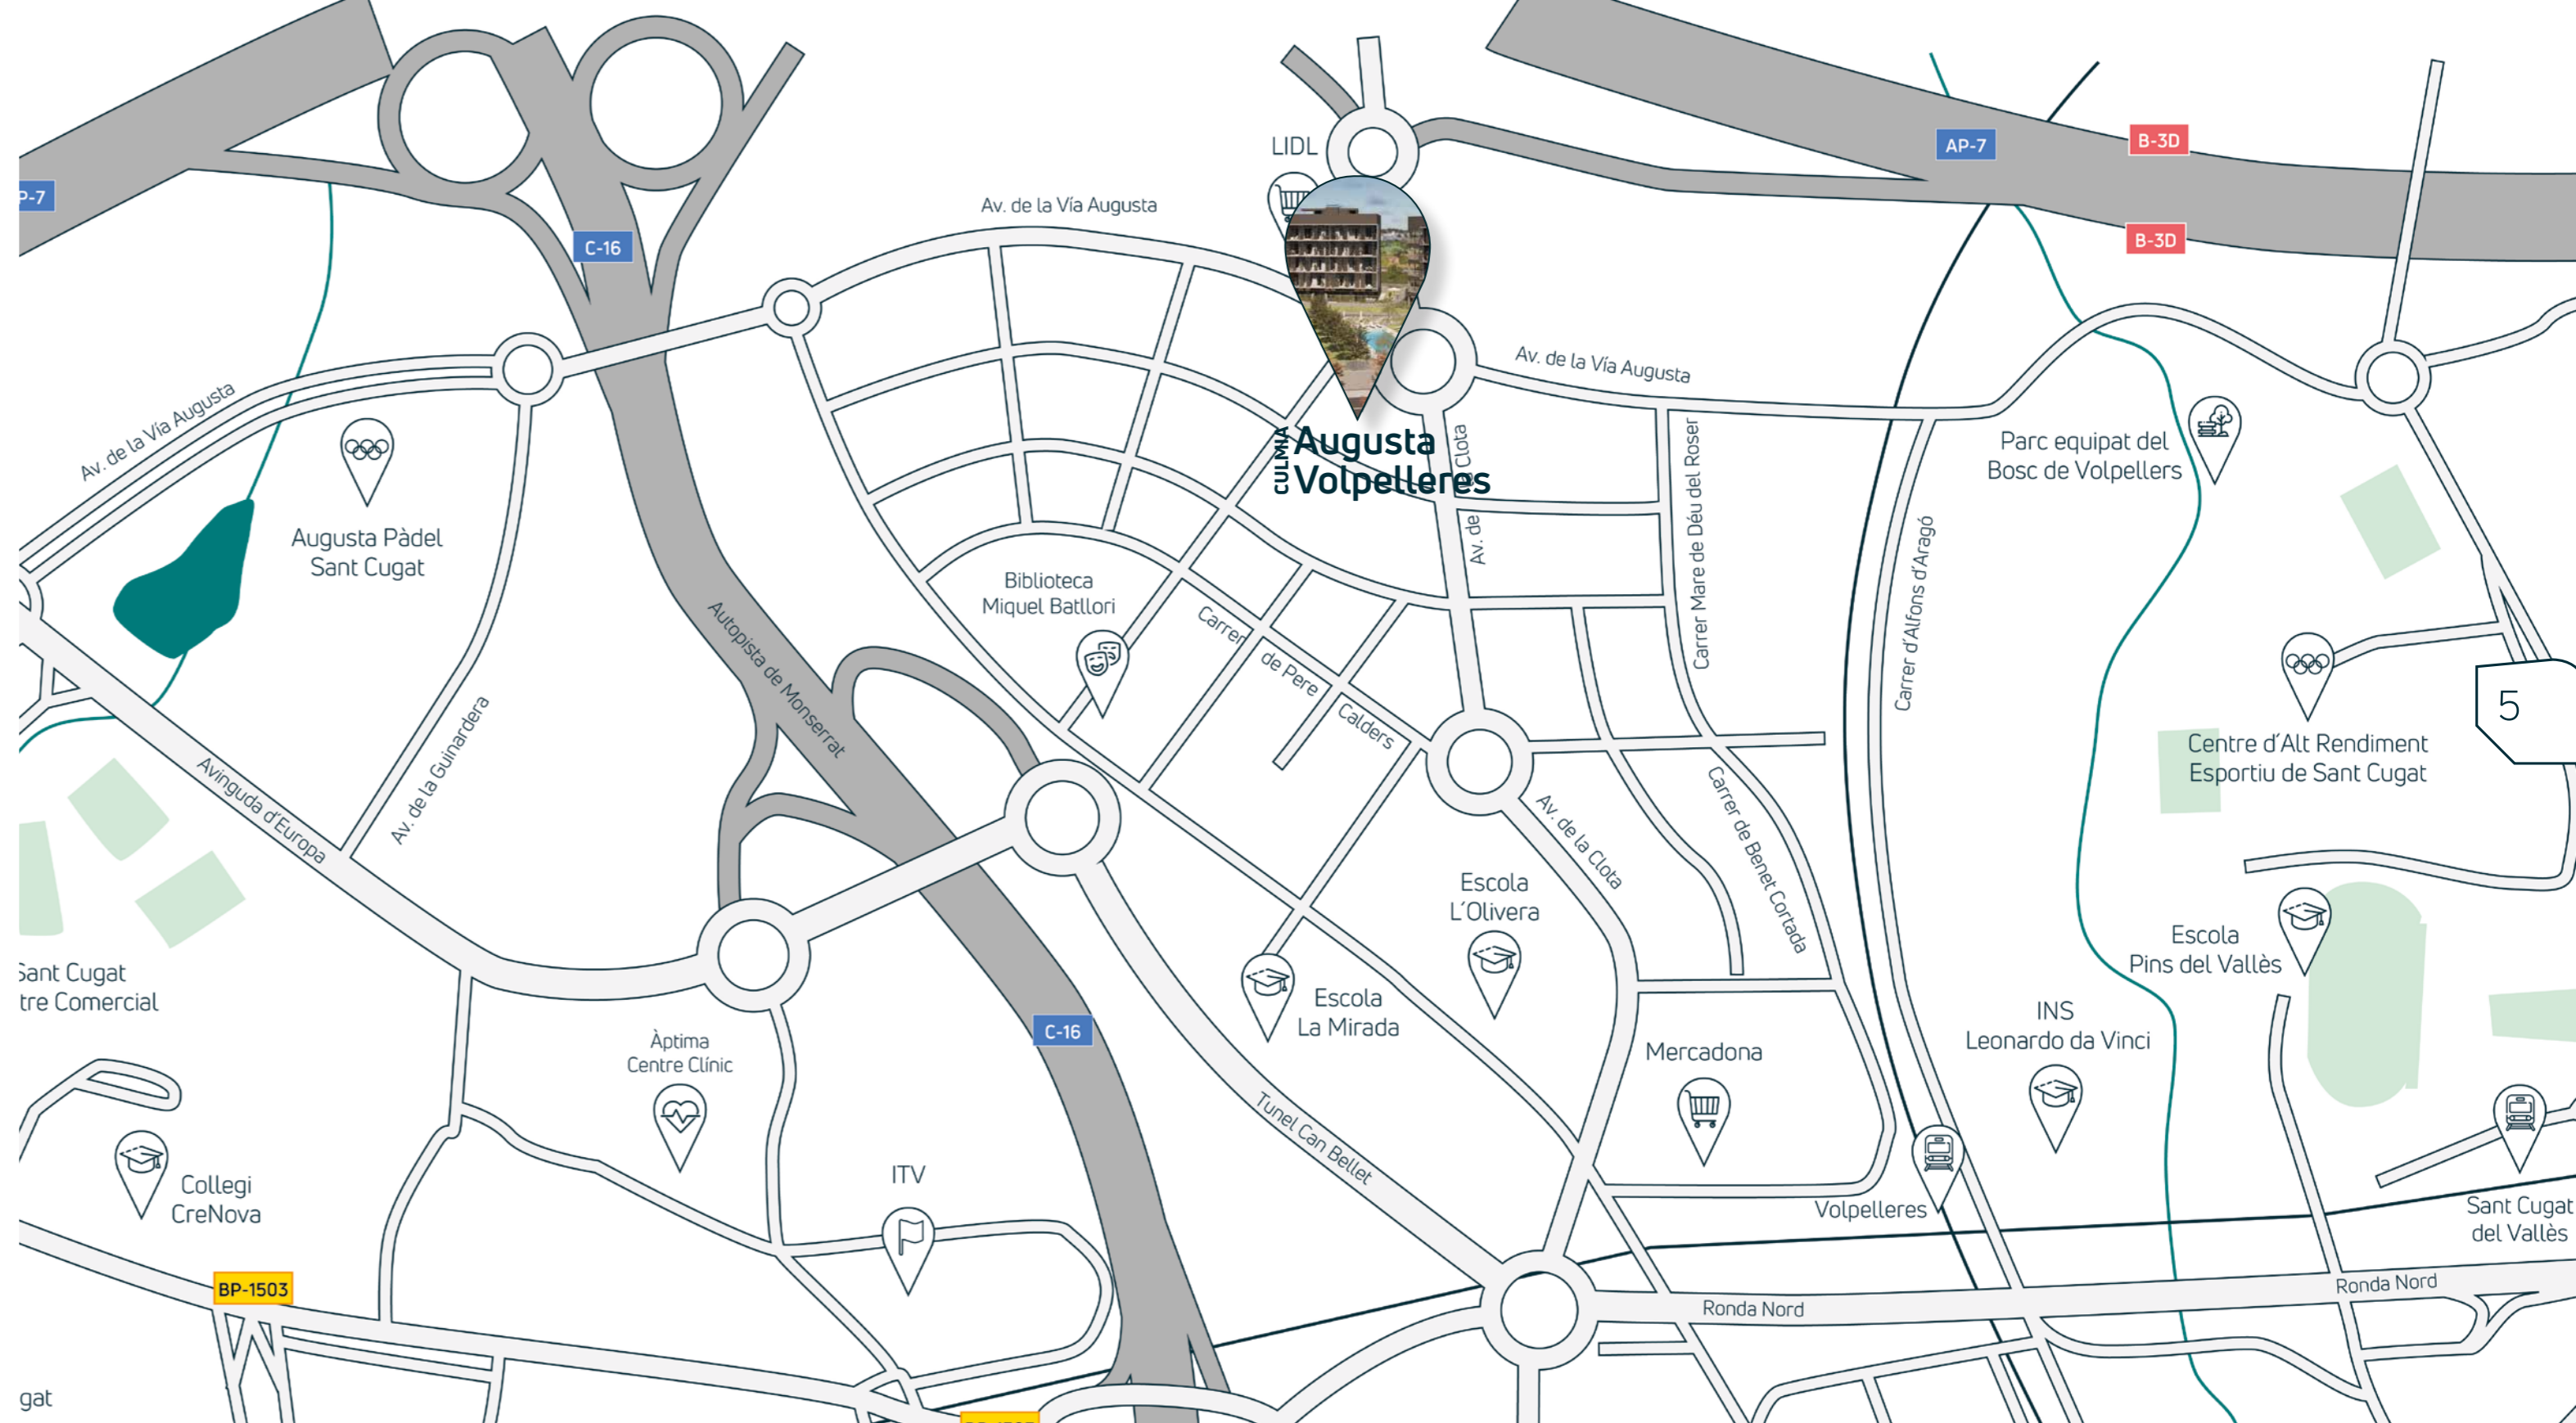 LIDL
AP-7
B-3D
B-3D
P-7
Av. de la Vía Augusta
C-16
Av. de la Vía Augusta
Av. de la Vía Augusta
CULMIA
Augusta
Volpelleres
Av. de la Clota
Carrer Mare de Déu del Roser
Carrer d'Alfons d'Aragó
Parc equipat del
Bosc de Volpellers
Augusta Pàdel
Sant Cugat
Biblioteca
Miquel Batllori
Carrer de Pere Calders
Autopista de Monserrat
Av. de la Guinardera
Avinguda d'Europa
5
Centre d'Alt Rendiment
Esportiu de Sant Cugat
Av. de la Clota
Carrer de Benet Cortada
Escola
L'Olivera
Escola
Pins del Vallès
Sant Cugat
tre Comercial
Escola
La Mirada
INS
Leonardo da Vinci
C-16
Àptima
Centre Clínic
Mercadona
Tunel Can Bellet
ITV
Collegi
CreNova
Volpelleres
Sant Cugat
del Vallès
BP-1503
Ronda Nord
Ronda Nord
gat